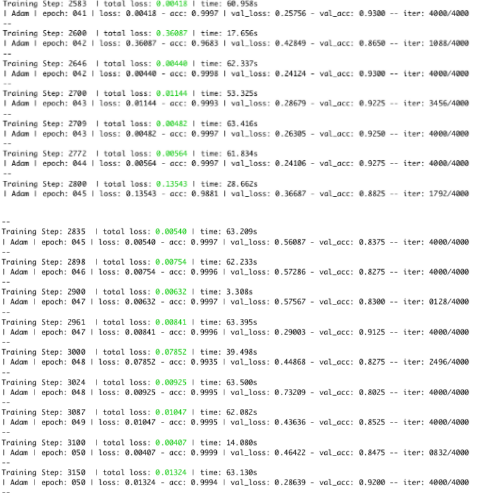 Training Step: 2583 | total loss: 0.00418 | time: 60.958s
| Adam | epoch: 041 | loss: 0.00418 - acc: 0.9997 | val_loss: 0.25756 - val_acc: 0.9300 -- iter: 4000/4000
--
Training Step: 2600 | total loss: 0.36087 | time: 17.656s
| Adam | epoch: 042 | loss: 0.36087 - acc: 0.9683 | val_loss: 0.42849 - val_acc: 0.8650 -- iter: 1088/4000
--
Training Step: 2646 | total loss: 0.00440 | time: 62.337s
| Adam | epoch: 042 | loss: 0.00440 - acc: 0.9998 | val_loss: 0.24124 - val_acc: 0.9300 -- iter: 4000/4000
--
Training Step: 2700 | total loss: 0.01144 | time: 53.325s
| Adam | epoch: 043 | loss: 0.01144 - acc: 0.9993 | val_loss: 0.28679 - val_acc: 0.9225 -- iter: 3456/4000
--
Training Step: 2709 | total loss: 0.00482 | time: 63.416s
| Adam | epoch: 043 | loss: 0.00482 - acc: 0.9997 | val_loss: 0.26305 - val_acc: 0.9250 -- iter: 4000/4000
--
Training Step: 2772 | total loss: 0.00564 | time: 61.834s
| Adam | epoch: 044 | loss: 0.00564 - acc: 0.9997 | val_loss: 0.24106 - val_acc: 0.9275 -- iter: 4000/4000
--
Training Step: 2800 | total loss: 0.13543 | time: 28.662s
| Adam | epoch: 045 | loss: 0.13543 - acc: 0.9881 | val_loss: 0.36687 - val_acc: 0.8825 -- iter: 1792/4000
--
Training Step: 2835 | total loss: 0.00540 | time: 63.209s
| Adam | epoch: 045 | loss: 0.00540 - acc: 0.9997 | val_loss: 0.56087 - val_acc: 0.8375 -- iter: 4000/4000
--
Training Step: 2898 | total loss: 0.00754 | time: 62.233s
| Adam | epoch: 046 | loss: 0.00754 - acc: 0.9996 | val_loss: 0.57286 - val_acc: 0.8275 -- iter: 4000/4000
--
Training Step: 2900 | total loss: 0.00632 | time: 3.308s
| Adam | epoch: 047 | loss: 0.00632 - acc: 0.9997 | val_loss: 0.57567 - val_acc: 0.8300 -- iter: 0128/4000
--
Training Step: 2961 | total loss: 0.00841 | time: 63.395s
| Adam | epoch: 047 | loss: 0.00841 - acc: 0.9996 | val_loss: 0.29003 - val_acc: 0.9125 -- iter: 4000/4000
--
Training Step: 3000 | total loss: 0.07852 | time: 39.498s
| Adam | epoch: 048 | loss: 0.07852 - acc: 0.9935 | val_loss: 0.44868 - val_acc: 0.8275 -- iter: 2496/4000
--
Training Step: 3024 | total loss: 0.00925 | time: 63.500s
| Adam | epoch: 048 | loss: 0.00925 - acc: 0.9995 | val_loss: 0.73209 - val_acc: 0.8025 -- iter: 4000/4000
--
Training Step: 3087 | total loss: 0.01047 | time: 62.082s
| Adam | epoch: 049 | loss: 0.01047 - acc: 0.9995 | val_loss: 0.43636 - val_acc: 0.8525 -- iter: 4000/4000
--
Training Step: 3100 | total loss: 0.00407 | time: 14.080s
| Adam | epoch: 050 | loss: 0.00407 - acc: 0.9999 | val_loss: 0.46422 - val_acc: 0.8475 -- iter: 0832/4000
--
Training Step: 3150 | total loss: 0.01324 | time: 63.130s
| Adam | epoch: 050 | loss: 0.01324 - acc: 0.9994 | val_loss: 0.28639 - val_acc: 0.9200 -- iter: 4000/4000
--